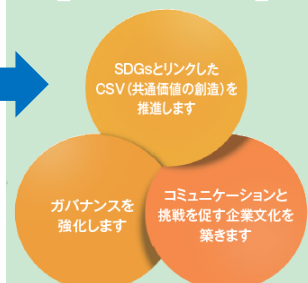 SDGsとリンクした
CSV（共通価値の創造）を
推進します
ガバナンスを
強化します
コミュニケーションと
挑戦を促す企業文化を
築きます